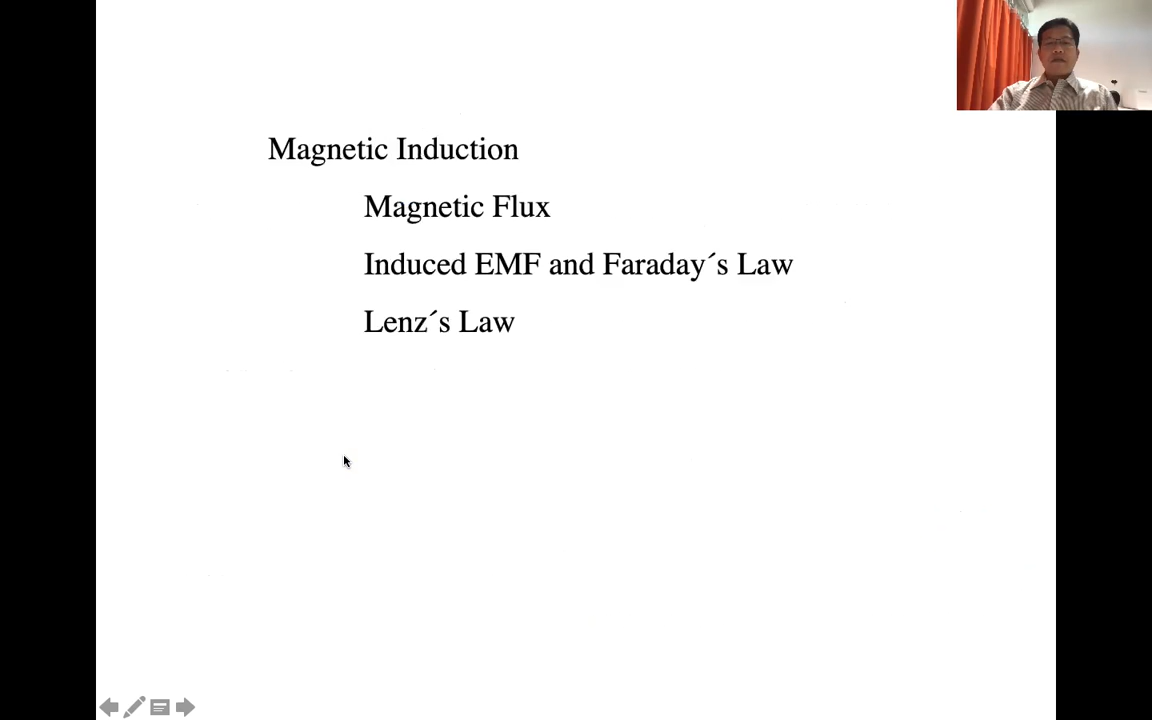 Magnetic Induction
Magnetic Flux
Induced EMF and Faraday´s Law
Lenz´s Law